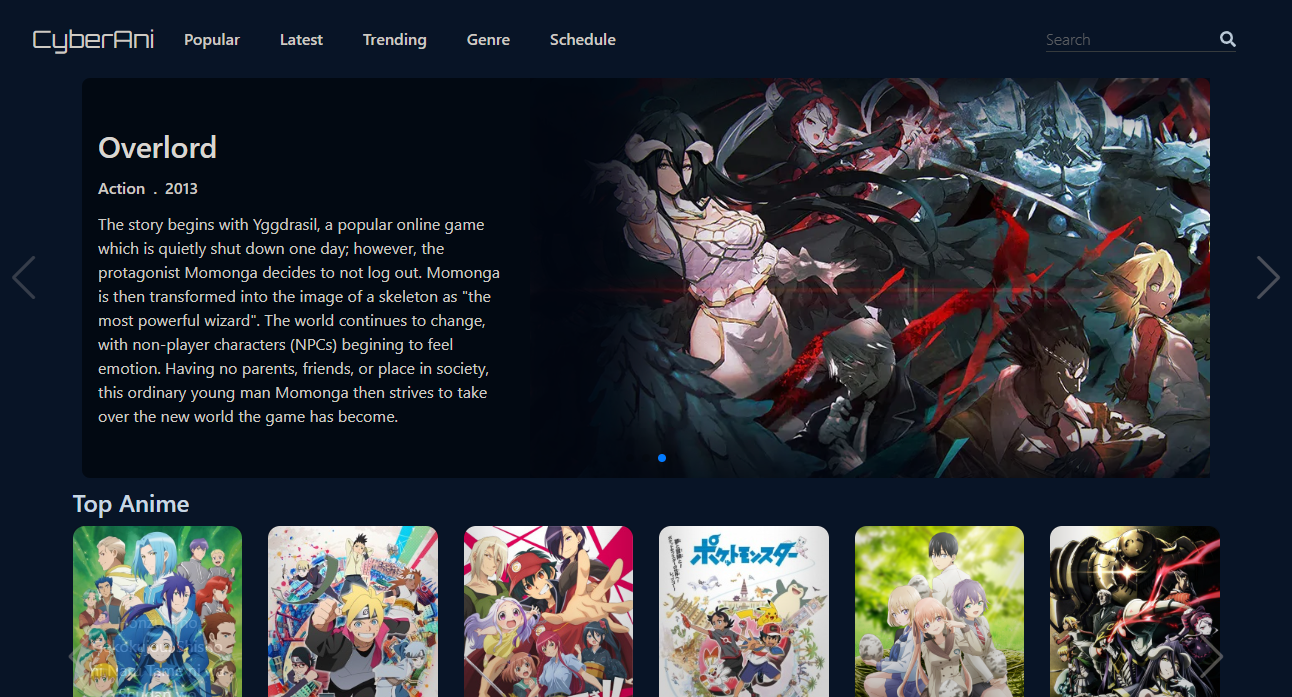 CyberAni Popular Latest Trending Genre Schedule Search
Overlord
Action . 2013
The story begins with Yggdrasil, a popular online game
which is quietly shut down one day; however, the
protagonist Momonga decides to not log out. Momonga
is then transformed into the image of a skeleton as "the
most powerful wizard". The world continues to change,
with non-player characters (NPCs) begining to feel
emotion. Having no parents, friends, or place in society,
this ordinary young man Momonga then strives to take
over the new world the game has become.
Top Anime
ポケットモンスター
ni Naru Tame ni
Shudan